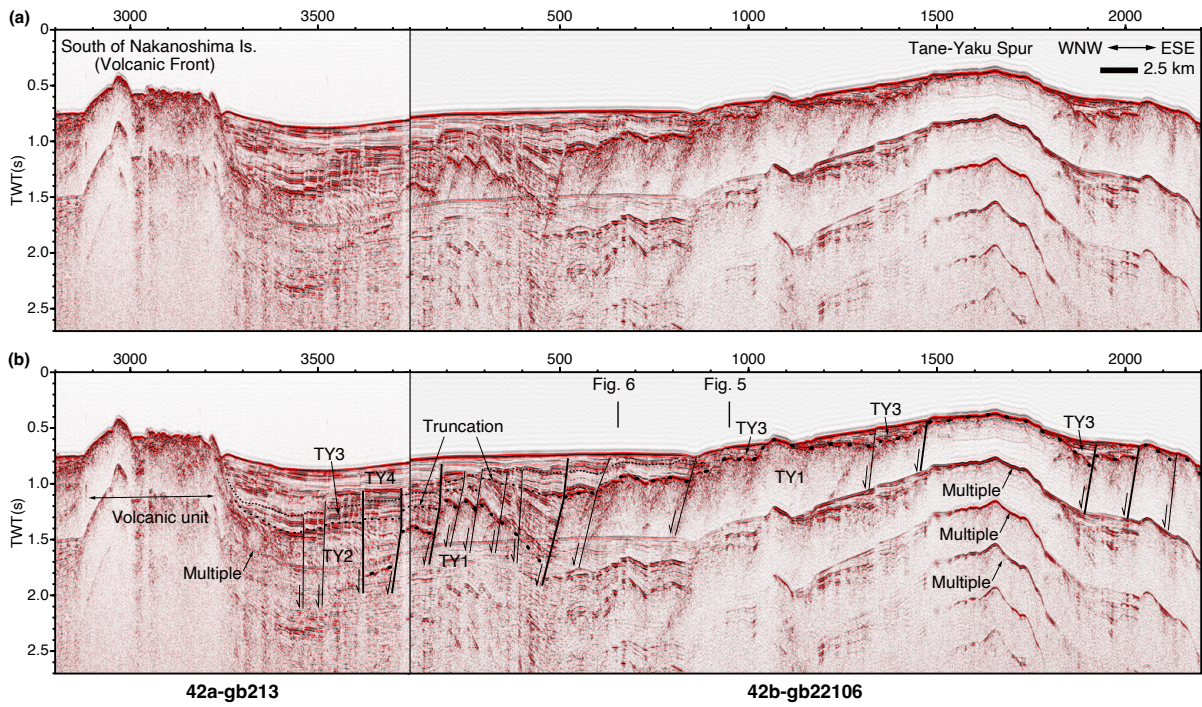 (a)
3000 3500 500 1000 1500 2000
0
South of Nakanoshima Is.
(Volcanic Front)
Tane-Yaku Spur
WNW ESE
2.5 km
0.5
1.0
1.5
2.0
2.5
TWT(s)
(b)
3000 3500 500 1000 1500 2000
0
Fig. 6
Fig. 5
0.5
Truncation
TY3
TY4
TY3
TY3
TY3
1.0
Volcanic unit
TY1
Multiple
1.5
TY2
TY1
Multiple
Multiple
Multiple
2.0
2.5
TWT(s)
42a-gb213
42b-gb22106